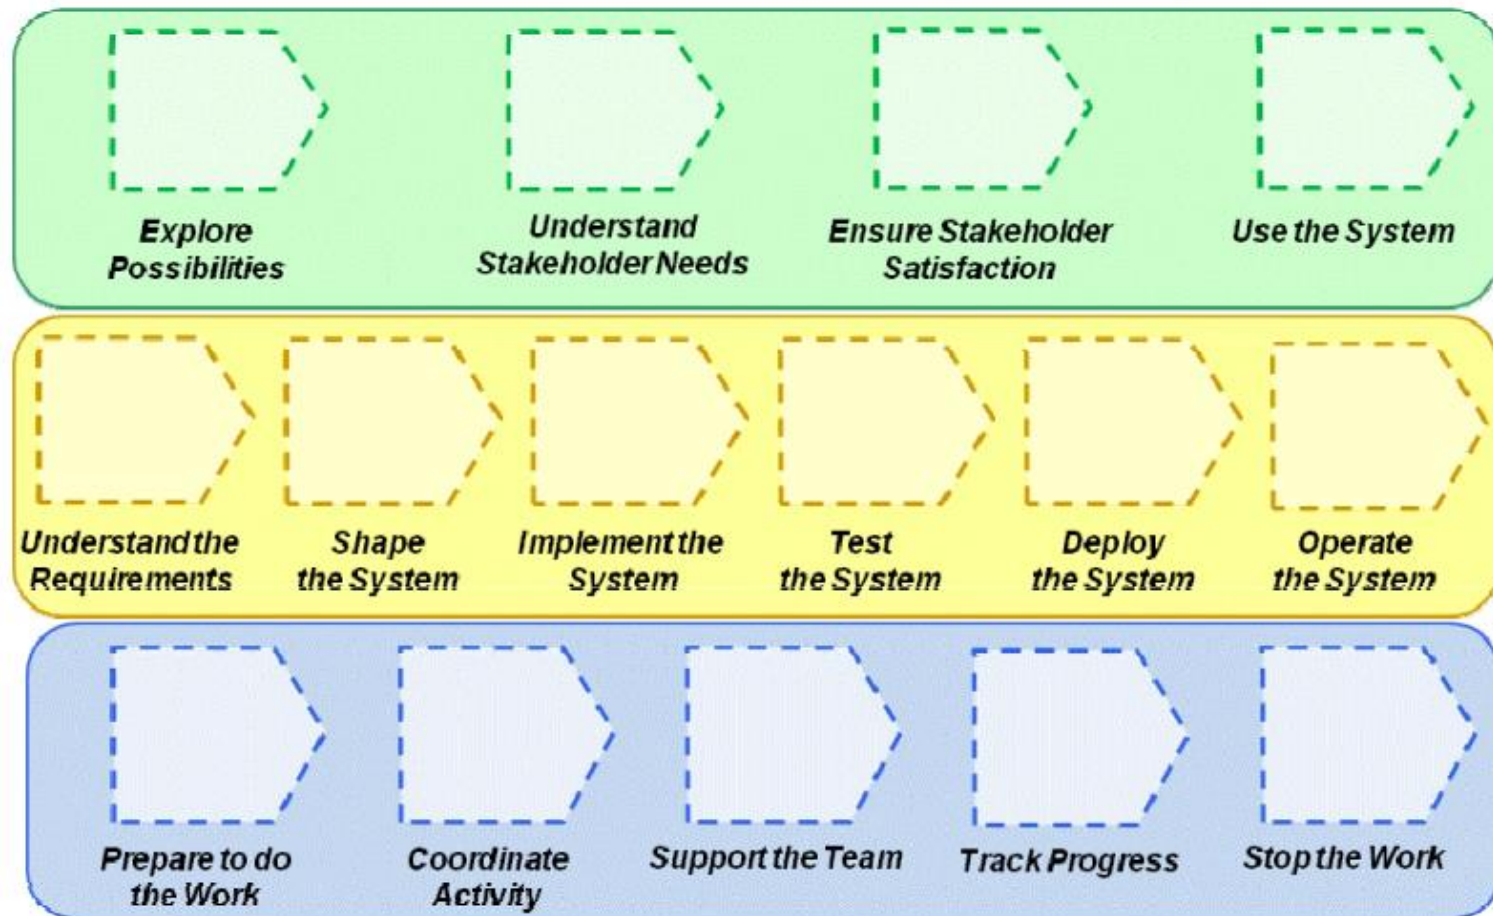 Explore
Possibilities
Understand
Stakeholder Needs
Ensure Stakeholder
Satisfaction
Use the System
Understand the
Requirements
Shape
the System
Implement the
System
Test
the System
Deploy
the System
Operate
the System
Prepare to do
the Work
Coordinate
Activity
Support the Team
Track Progress
Stop the Work